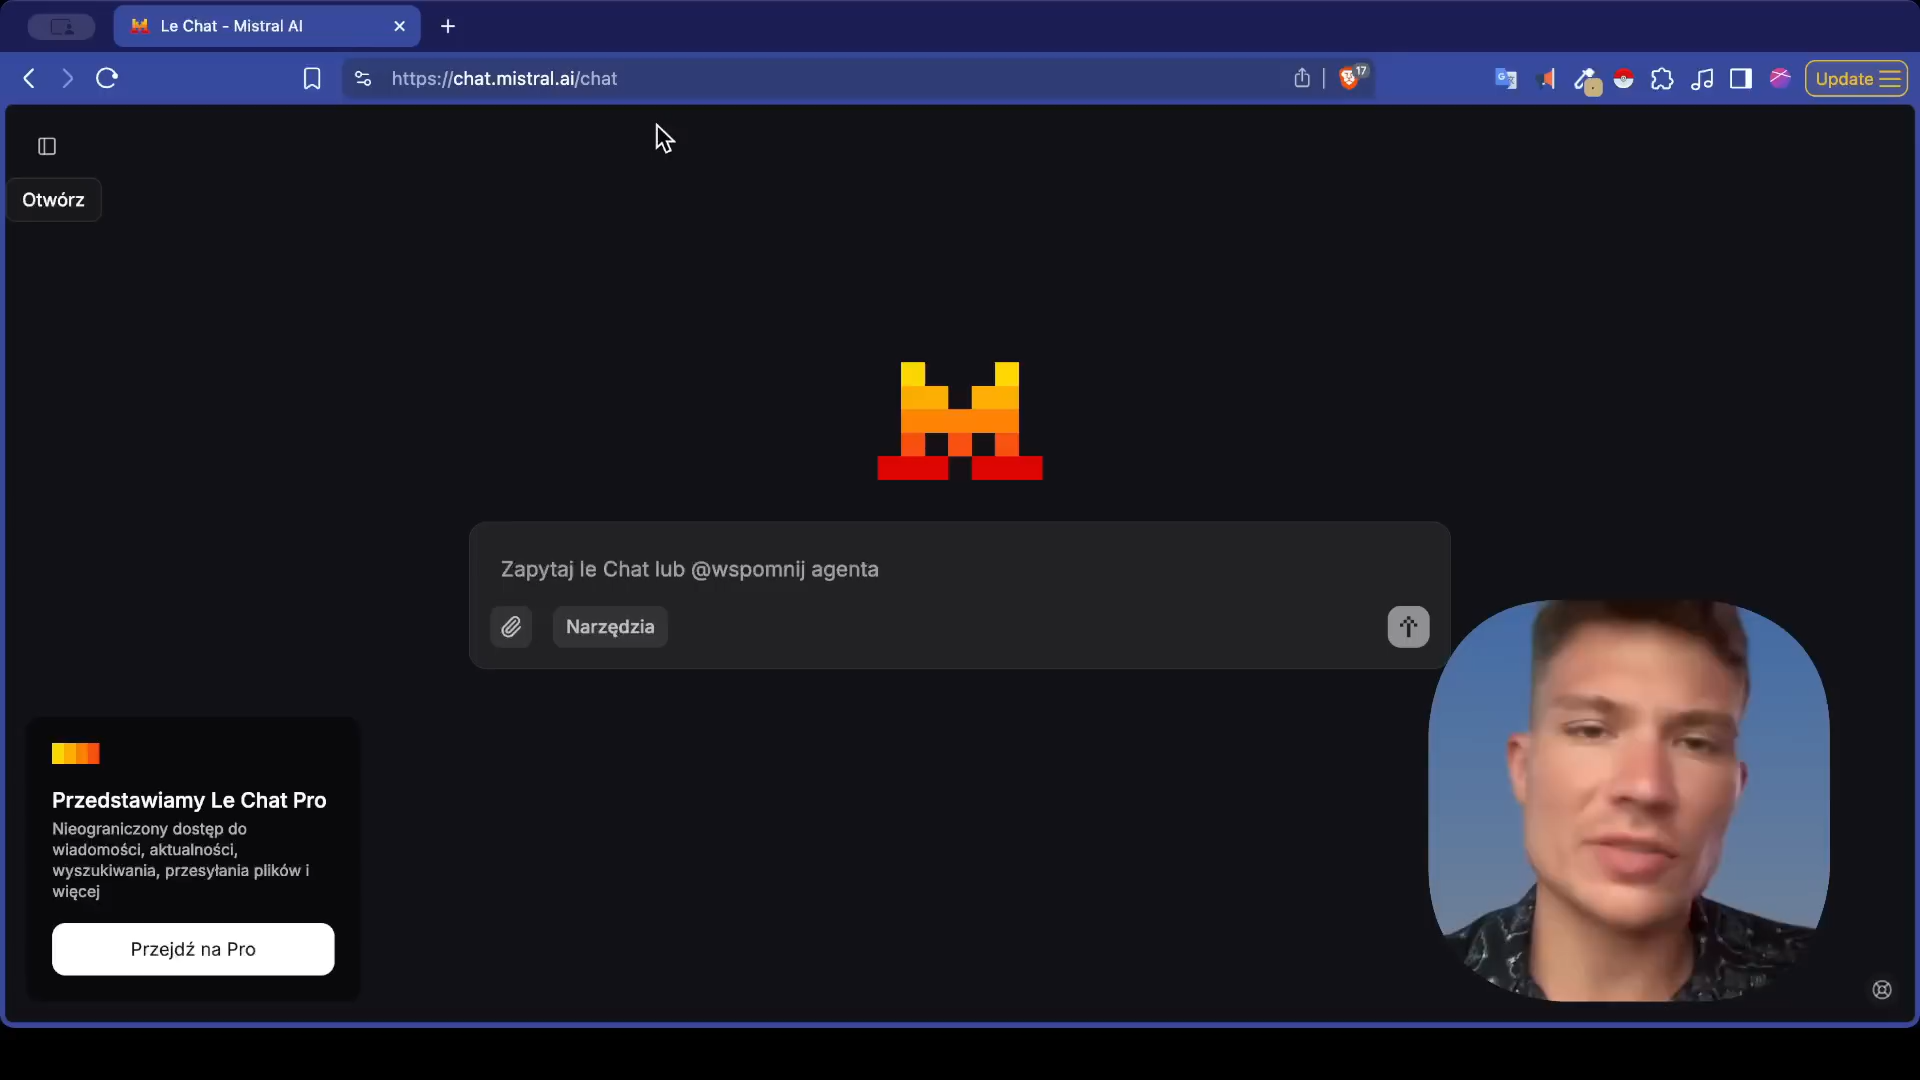 Le Chat - Mistral AI
https://chat.mistral.ai/chat
17
Update
Otwórz
Zapytaj le Chat lub @wspomnij agenta
Narzędzia
Przedstawiamy Le Chat Pro
Nieograniczony dostęp do
wiadomości, aktualności,
wyszukiwania, przesyłania plików i
więcej
Przejdź na Pro